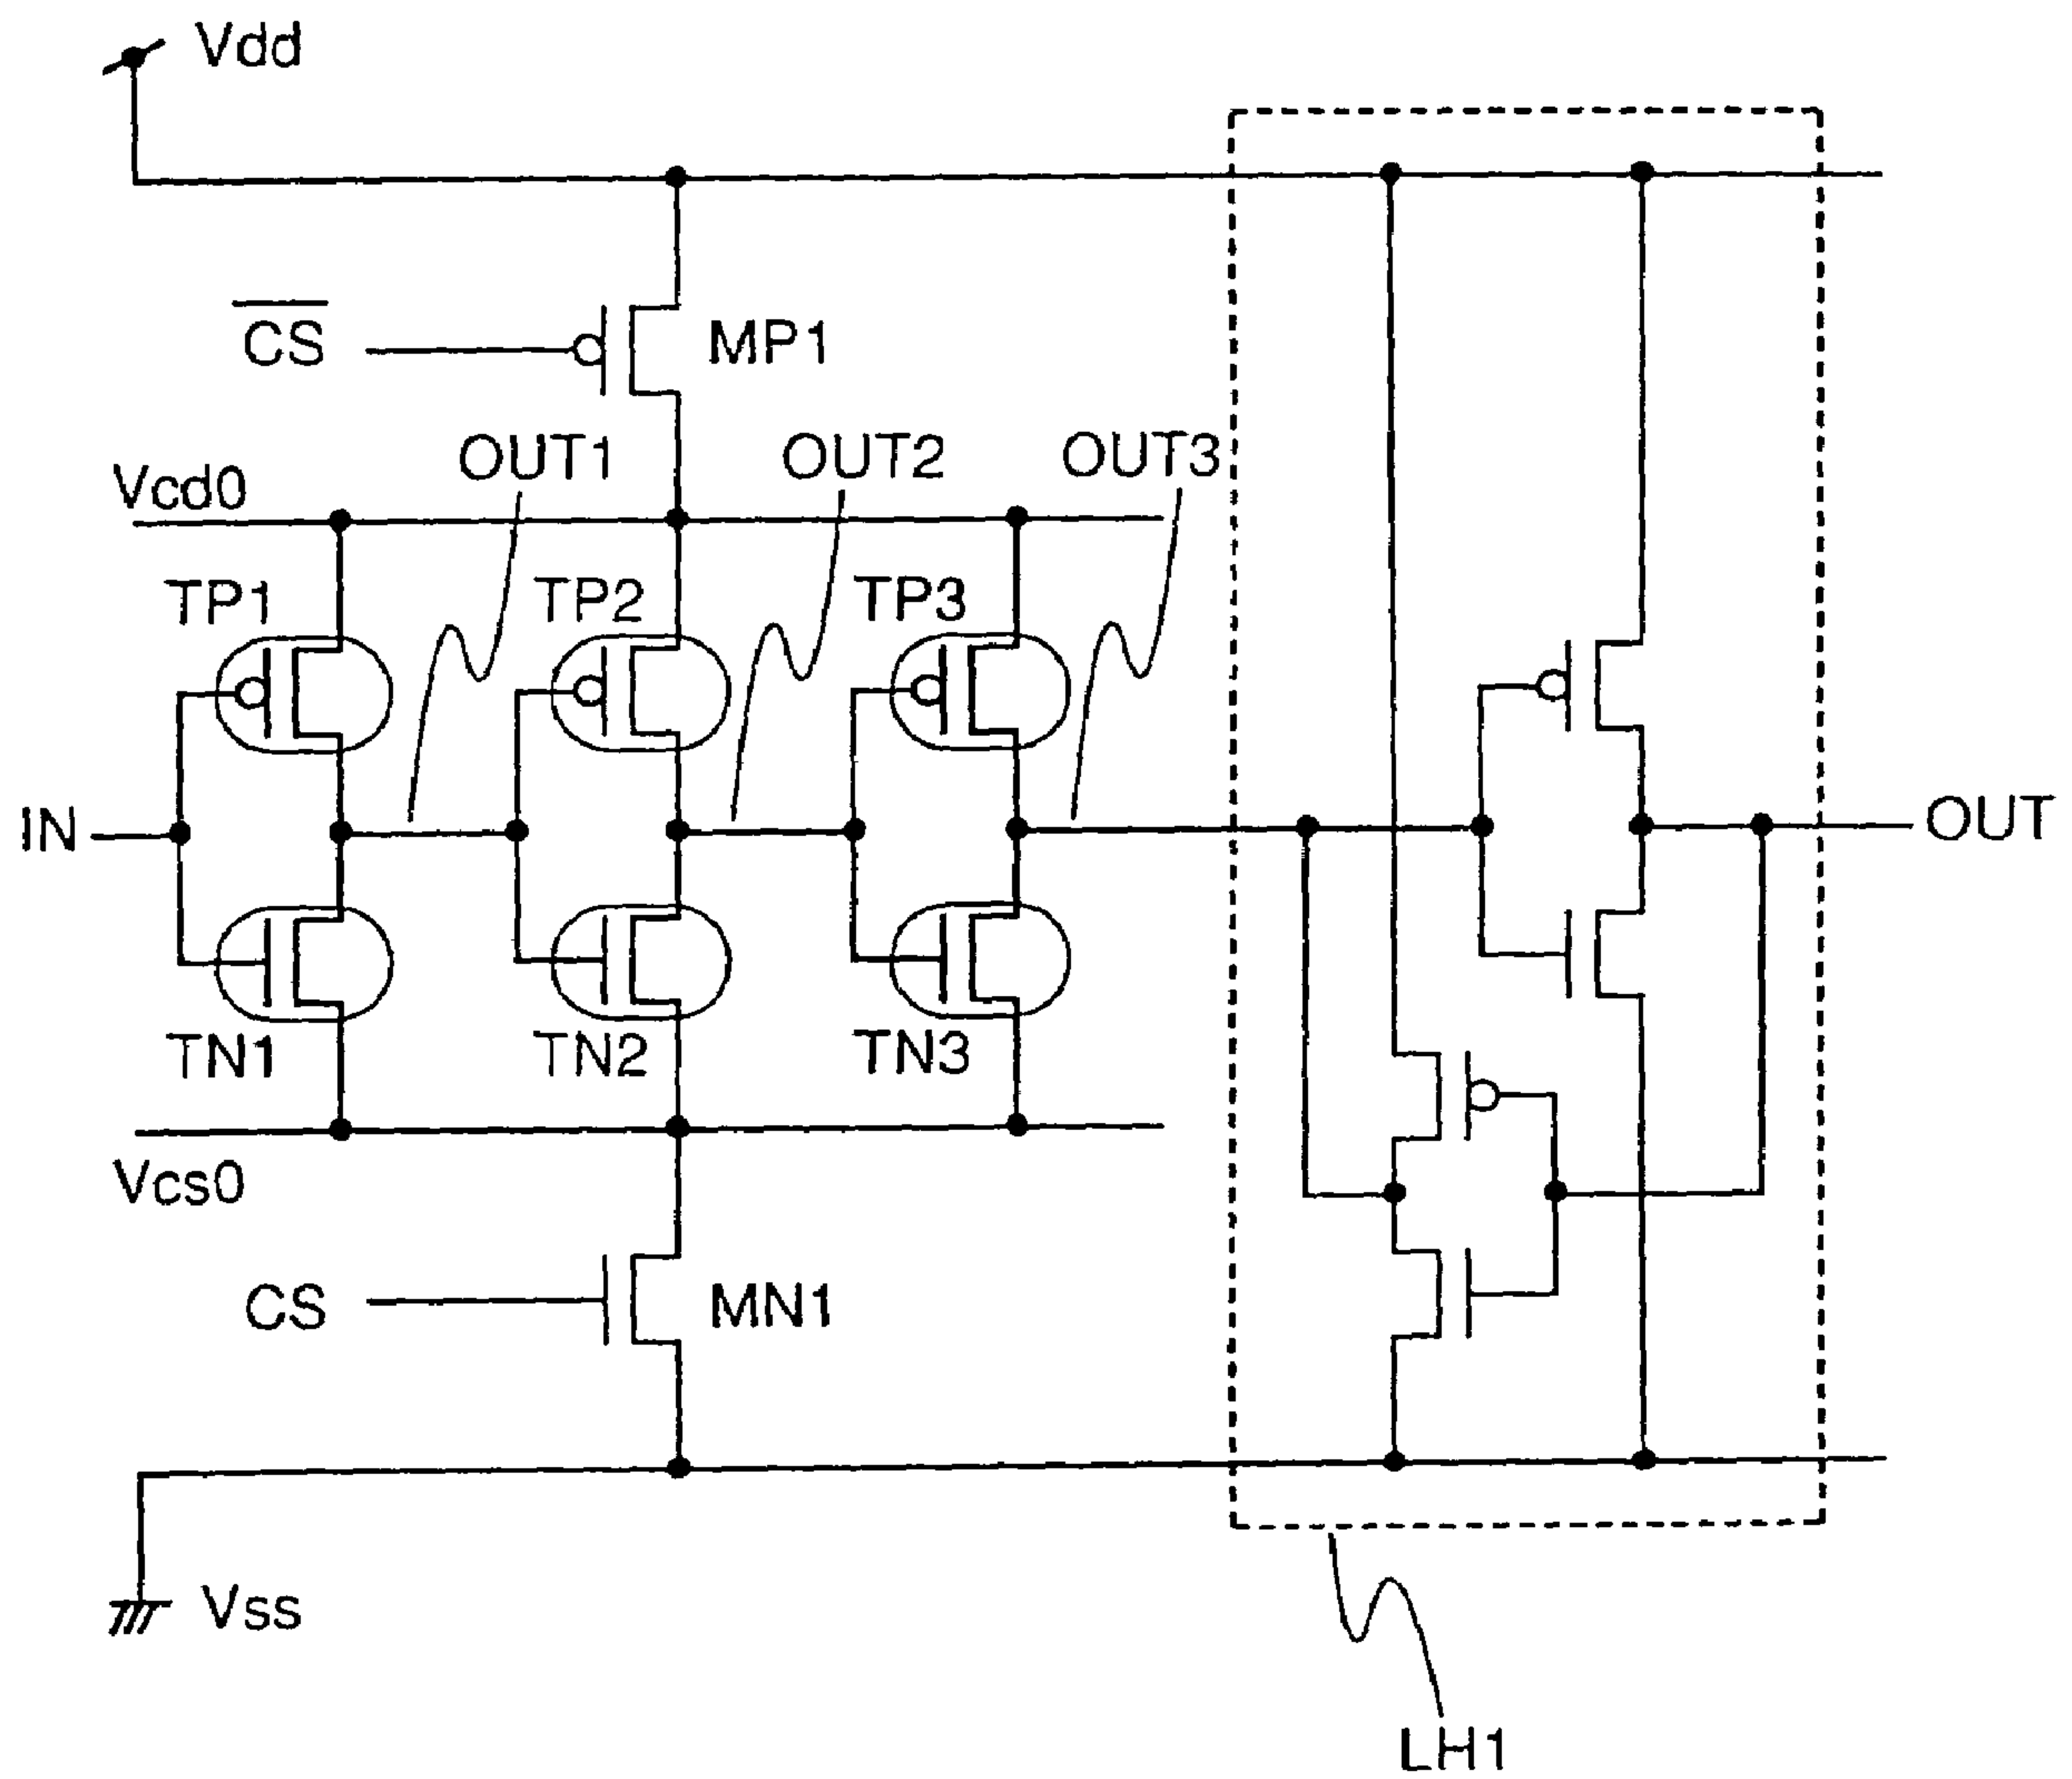 Vdd
C̅S̅
MP1
OUT1
OUT2
OUT3
Vcd0
TP1
TP2
TP3
IN
OUT
TN1
TN2
TN3
Vcs0
CS
MN1
Vss
LH1